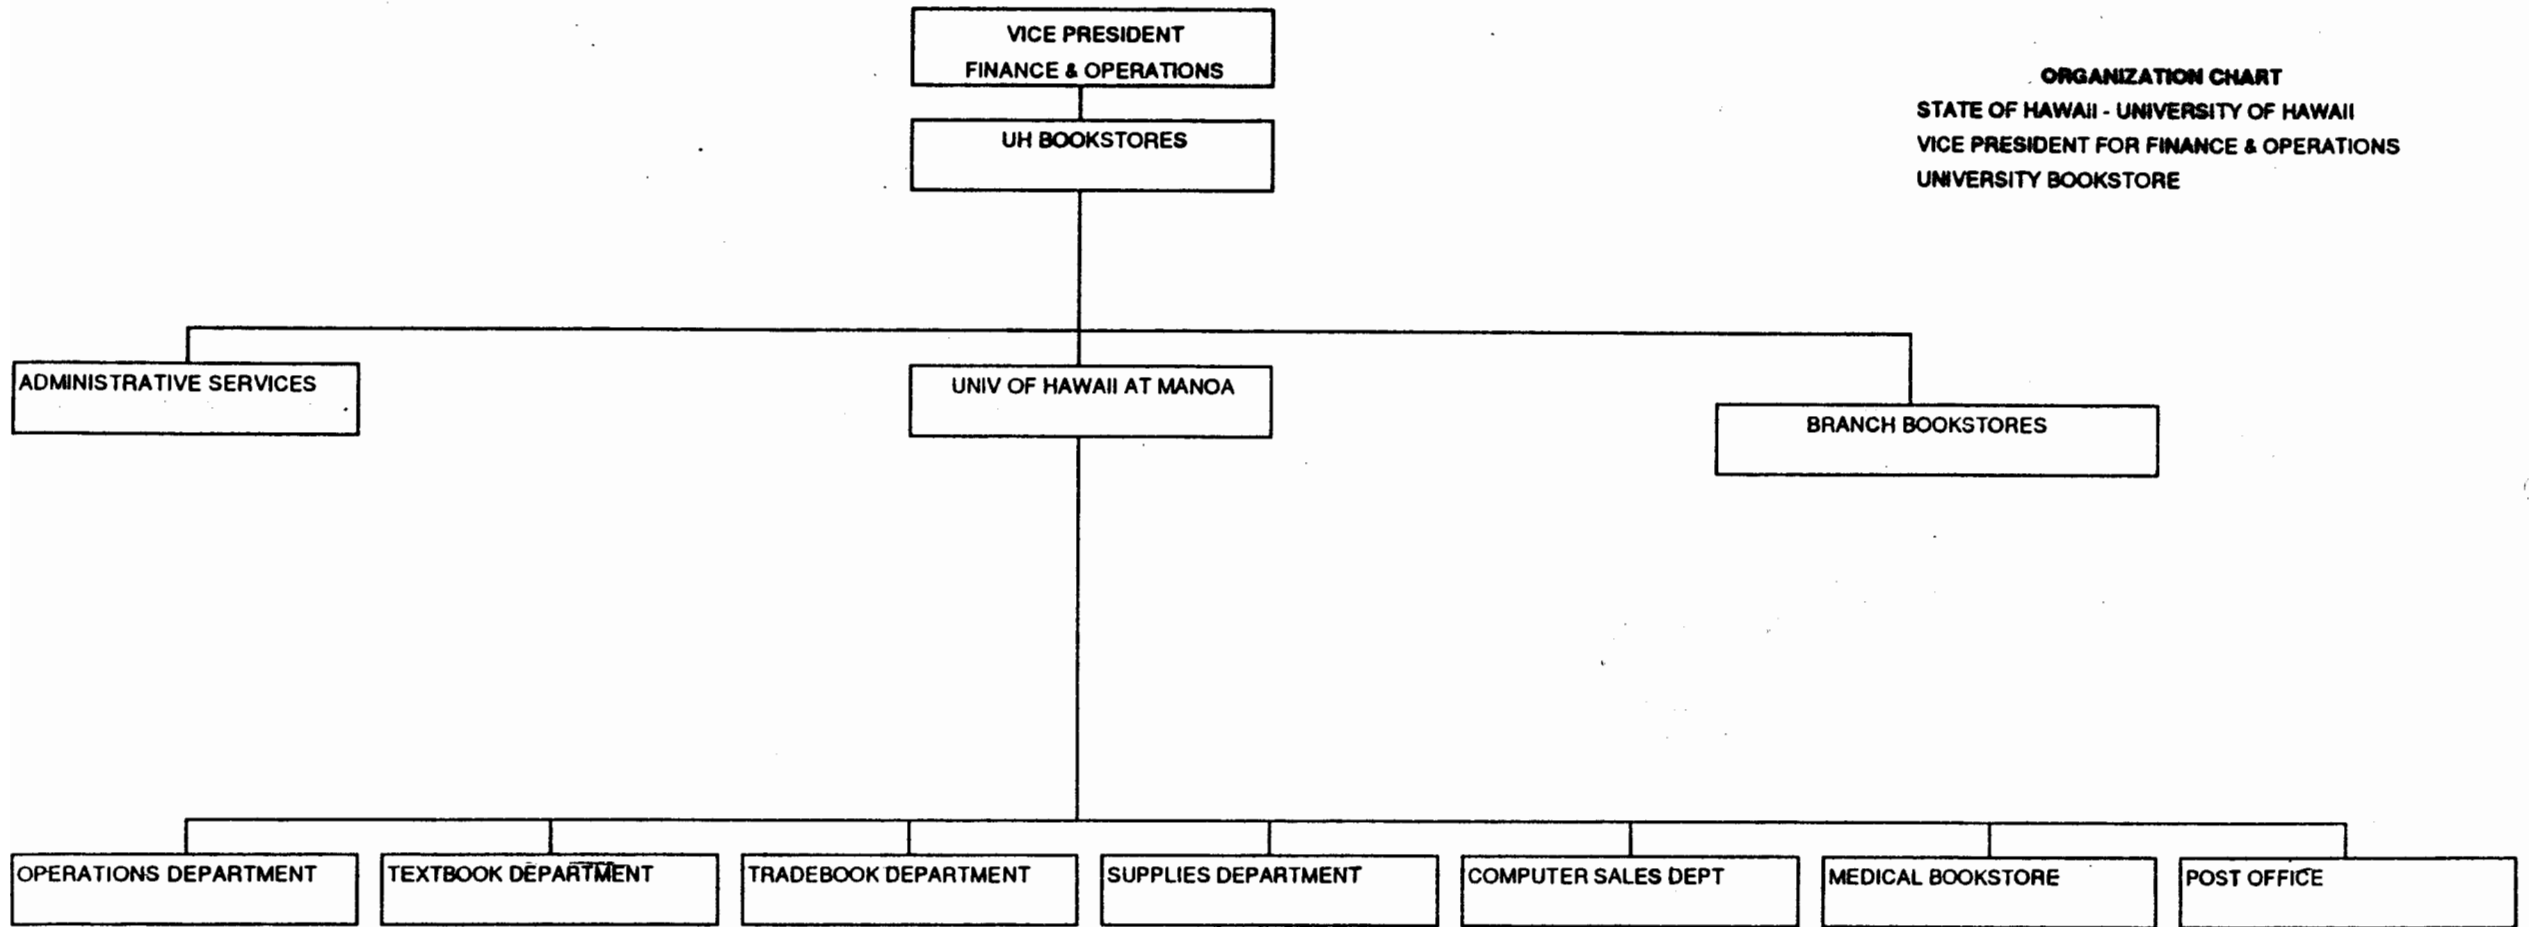 VICE PRESIDENT
FINANCE & OPERATIONS
ORGANIZATION CHART
STATE OF HAWAII - UNIVERSITY OF HAWAII
VICE PRESIDENT FOR FINANCE & OPERATIONS
UNIVERSITY BOOKSTORE
UH BOOKSTORES
ADMINISTRATIVE SERVICES
UNIV OF HAWAII AT MANOA
BRANCH BOOKSTORES
OPERATIONS DEPARTMENT
TEXTBOOK DEPARTMENT
TRADEBOOK DEPARTMENT
SUPPLIES DEPARTMENT
COMPUTER SALES DEPT
MEDICAL BOOKSTORE
POST OFFICE